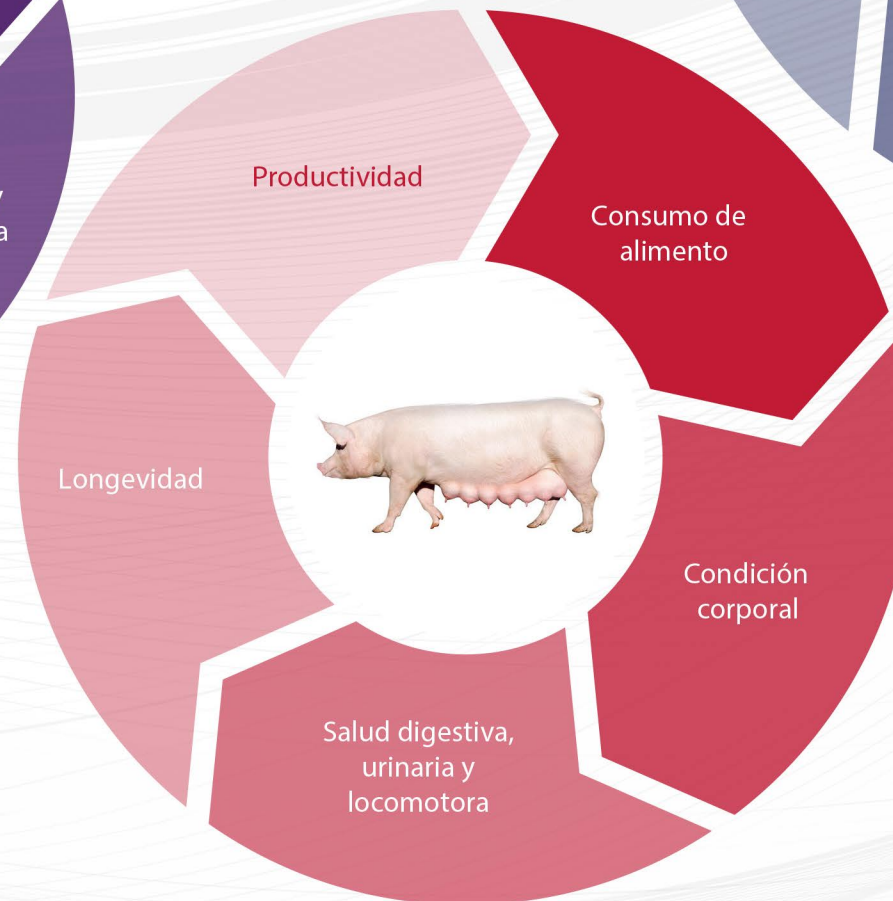 Productividad
Consumo de
alimento
Condición
corporal
Salud digestiva,
urinaria y
locomotora
Longevidad
y
a